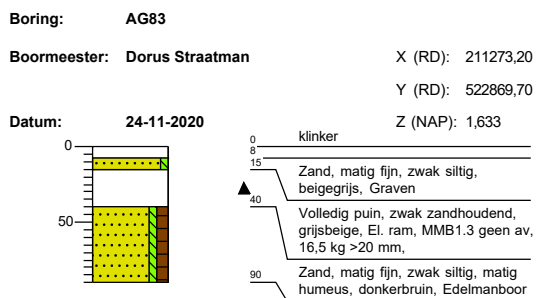 Boring: AG83
Boormeester: Dorus Straatman X (RD): 211273,20
Y (RD): 522869,70
Datum: 24-11-2020 Z (NAP): 1,633
0
0 klinker
8
15 Zand, matig fijn, zwak siltig,
beigegrijs, Graven
40 Volledig puin, zwak zandhoudend,
grijsbeige, El. ram, MMB1.3 geen av,
16,5 kg >20 mm,
50
90 Zand, matig fijn, zwak siltig, matig
humeus, donkerbruin, Edelmanboor